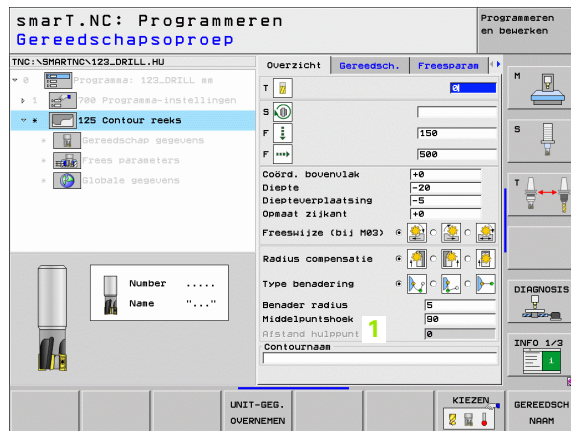 smarT.NC: Programmeren
Gereedschapsoproep
Programmeren
en bewerken
TNC:\SMARTNC\123_DRILL.HU
0 Programma: 123_DRILL mm
1 700 Programma-instellingen
* 125 Contour reeks
* Gereedschap gegevens
* Frees parameters
* Globale gegevens
Number .....
Name "..."
Overzicht Gereedsch. Freesparam
T 0
S
F 150
F 500
Coörd. bovenvlak +0
Diepte -20
Diepteverplaatsing -5
Opmaat zijkant +0
Freeswijze (bij M03)
Radius compensatie
Type benadering
Benader radius 5
Middelpuntshoek 90
Afstand hulppunt 0
1
Contournaam
M
S
T
DIAGNOSIS
INFO 1/3
1
UNIT-GEG.
OVERNEMEN
KIEZEN
GEREEDSCH
NAAM